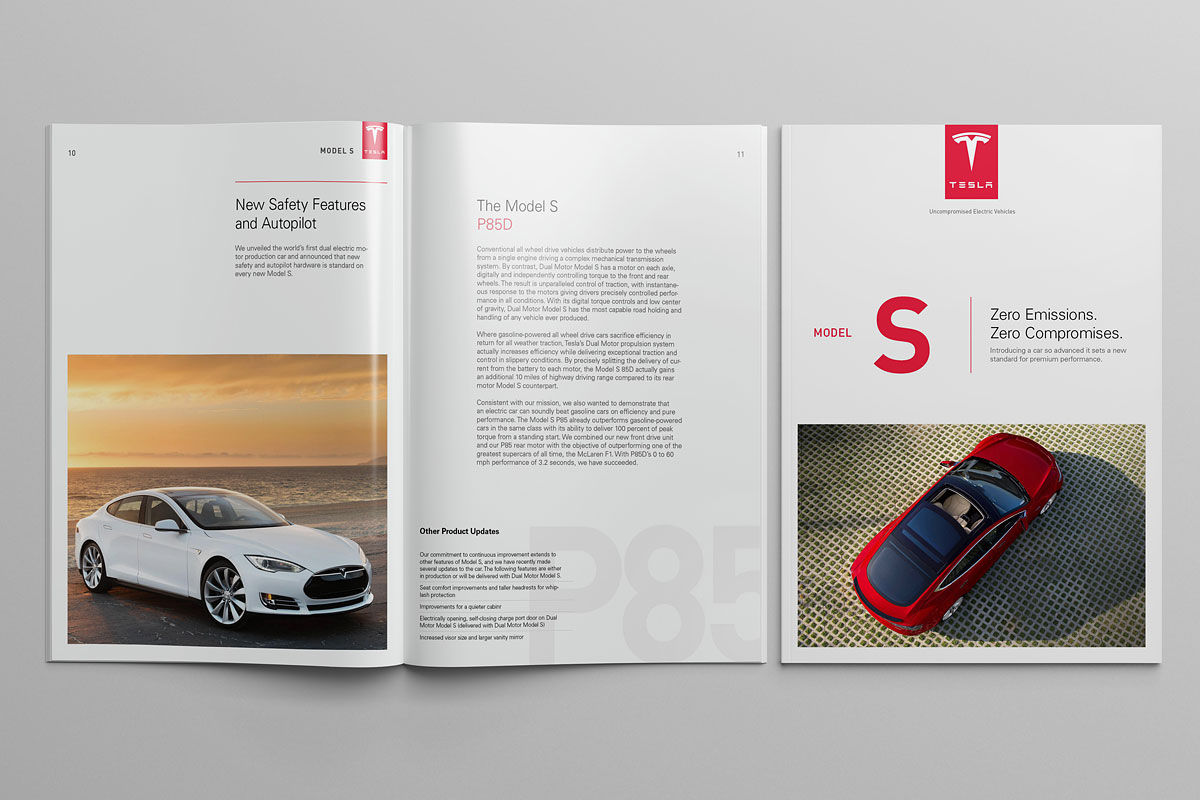 10
MODEL S
TESLA
New Safety Features
and Autopilot
We unveiled the world's first dual electric mo-
tor production car and announced that new
safety and autopilot hardware is standard on
every new Model S.
11
The Model S
P85D
Conventional all wheel drive vehicles distribute power to the wheels
from a single engine driving a complex mechanical transmission
system. By contrast, Dual Motor Model S has a motor on each axle,
digitally and independently controlling torque to the front and rear
wheels. The result is unparalleled control of traction, with instantane-
ous response to the motors giving drivers precisely controlled perfor-
mance in all conditions. With its digital torque controls and low center
of gravity, Dual Motor Model S has the most capable road holding and
handling of any vehicle ever produced.
Where gasoline-powered all wheel drive cars sacrifice efficiency in
return for all weather traction, Tesla's Dual Motor propulsion system
actually increases efficiency while delivering exceptional traction and
control in slippery conditions. By precisely splitting the delivery of cur-
rent from the battery to each motor, the Model S 85D actually gains
an additional 10 miles of highway driving range compared to its rear
motor Model S counterpart.
Consistent with our mission, we also wanted to demonstrate that
an electric car can soundly beat gasoline cars on efficiency and pure
performance. The Model S P85 already outperforms gasoline-powered
cars in the same class with its ability to deliver 100 percent of peak
torque from a standing start. We combined our new front drive unit
and our P85 rear motor with the objective of outperforming one of the
greatest supercars of all time, the McLaren F1. With P85D's 0 to 60
mph performance of 3.2 seconds, we have succeeded.
Other Product Updates
Our commitment to continuous improvement extends to
other features of Model S, and we have recently made
several updates to the car. The following features are either
in production or will be delivered with Dual Motor Model S.
Seat comfort improvements and taller headrests for whip-
lash protection
Improvements for a quieter cabinr
Electrically opening, self-closing charge port door on Dual
Motor Model S (delivered with Dual Motor Model S)
Increased visor size and larger vanity mirror
P85
TESLA
Uncompromised Electric Vehicles
MODEL
S
Zero Emissions.
Zero Compromises.
Introducing a car so advanced it sets a new
standard for premium performance.